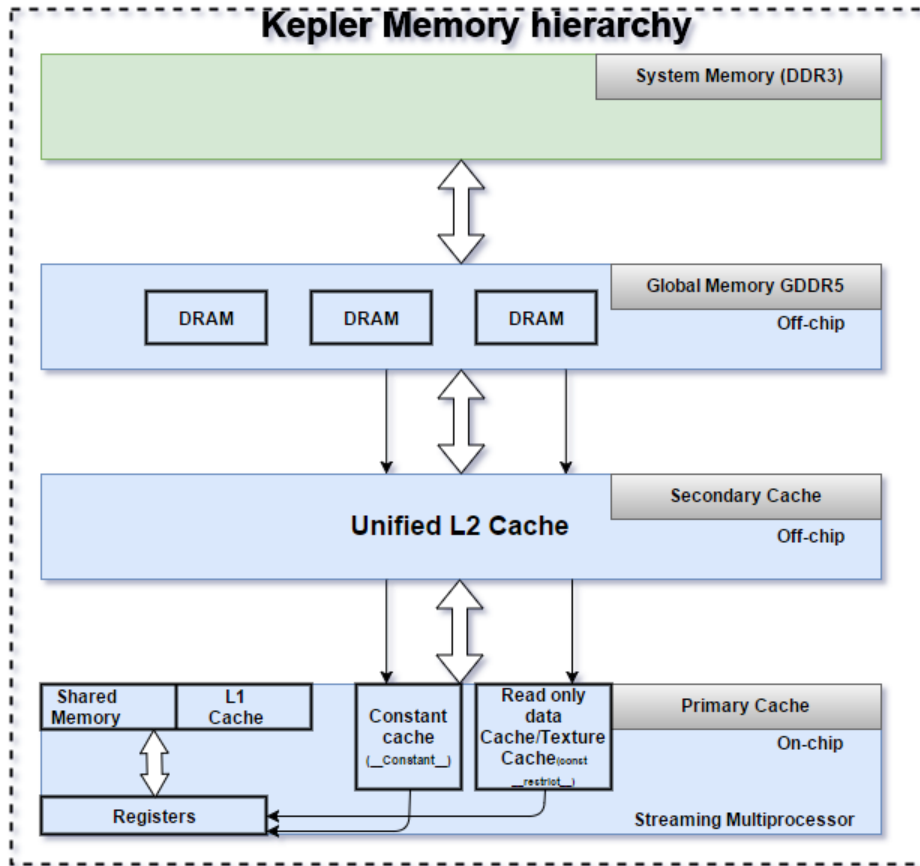 Kepler Memory hierarchy
System Memory (DDR3)
Global Memory GDDR5
DRAM
DRAM
DRAM
Off-chip
Secondary Cache
Unified L2 Cache
Off-chip
Shared
Memory
L1
Cache
Constant
cache
(__Constant__)
Read only
data
Cache/Texture
Cache(const
__restrict__)
Primary Cache
On-chip
Registers
Streaming Multiprocessor